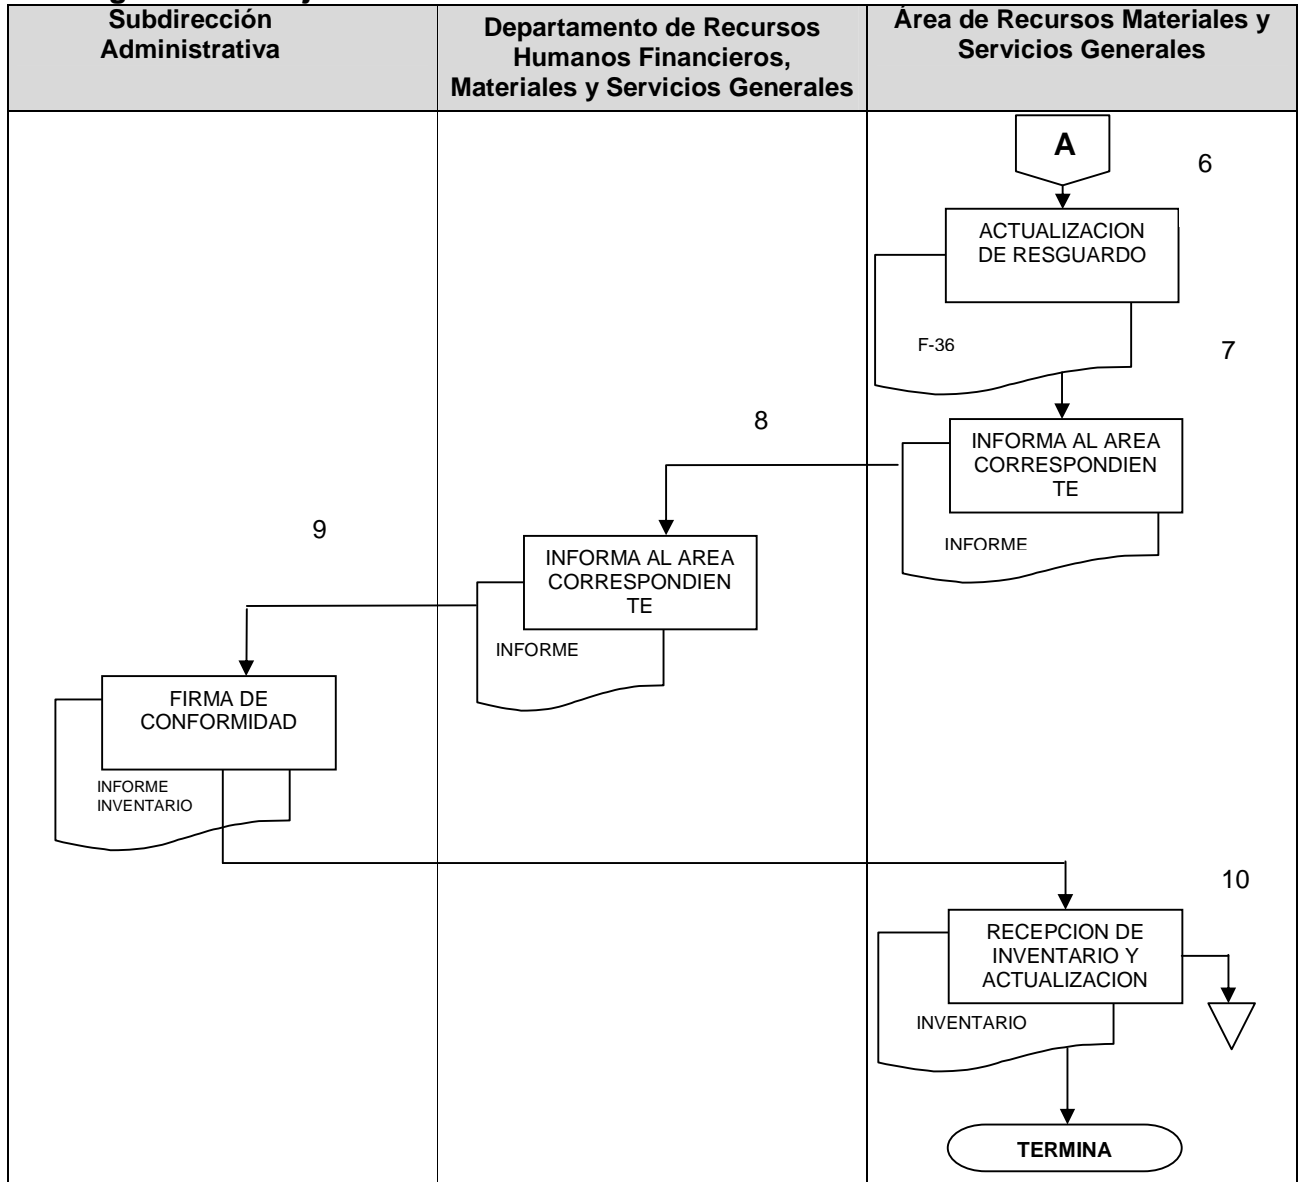 Subdirección
Administrativa
Departamento de Recursos
Humanos Financieros,
Materiales y Servicios Generales
Área de Recursos Materiales y
Servicios Generales
A
6
ACTUALIZACION
DE RESGUARDO
F-36
7
INFORMA AL AREA
CORRESPONDIEN
TE
INFORME
8
INFORMA AL AREA
CORRESPONDIEN
TE
INFORME
9
FIRMA DE
CONFORMIDAD
INFORME
INVENTARIO
10
RECEPCION DE
INVENTARIO Y
ACTUALIZACION
INVENTARIO
TERMINA